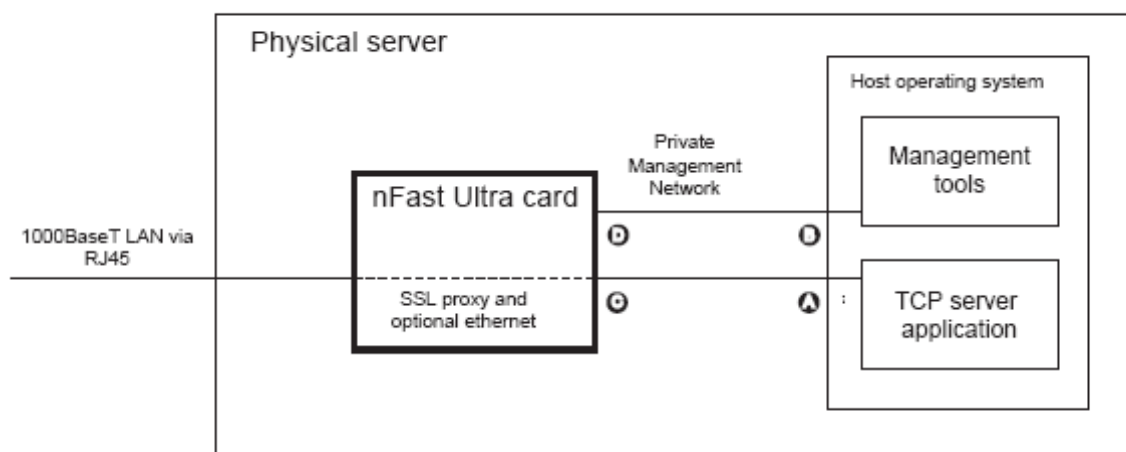 Physical server
Host operating system
Private
Management
Network
Management
tools
nFast Ultra card
1000BaseT LAN via
RJ45
D
B
SSL proxy and
optional ethernet
C
A
:
TCP server
application